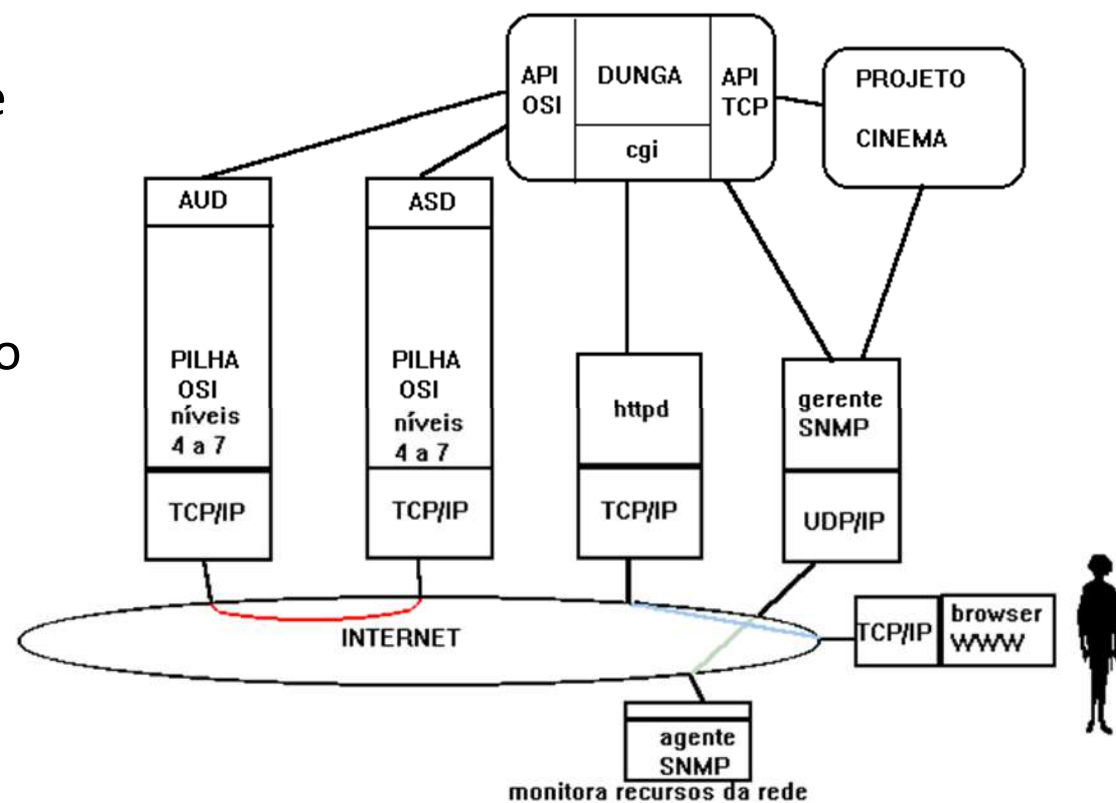 e
o
API
OSI
DUNGA
cgi
API
TCP
PROJETO
CINEMA
AUD
PILHA
OSI
níveis
4 a 7
TCP/IP
ASD
PILHA
OSI
níveis
4 a 7
TCP/IP
httpd
TCP/IP
gerente
SNMP
UDP/IP
INTERNET
TCP/IP
browser
WWW
agente
SNMP
monitora recursos da rede